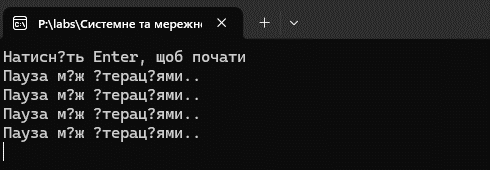 P:\labs\Системне та мережне
Натисн?ть Enter, щоб почати
Пауза м?ж ?терац?ями..
Пауза м?ж ?терац?ями..
Пауза м?ж ?терац?ями..
Пауза м?ж ?терац?ями..